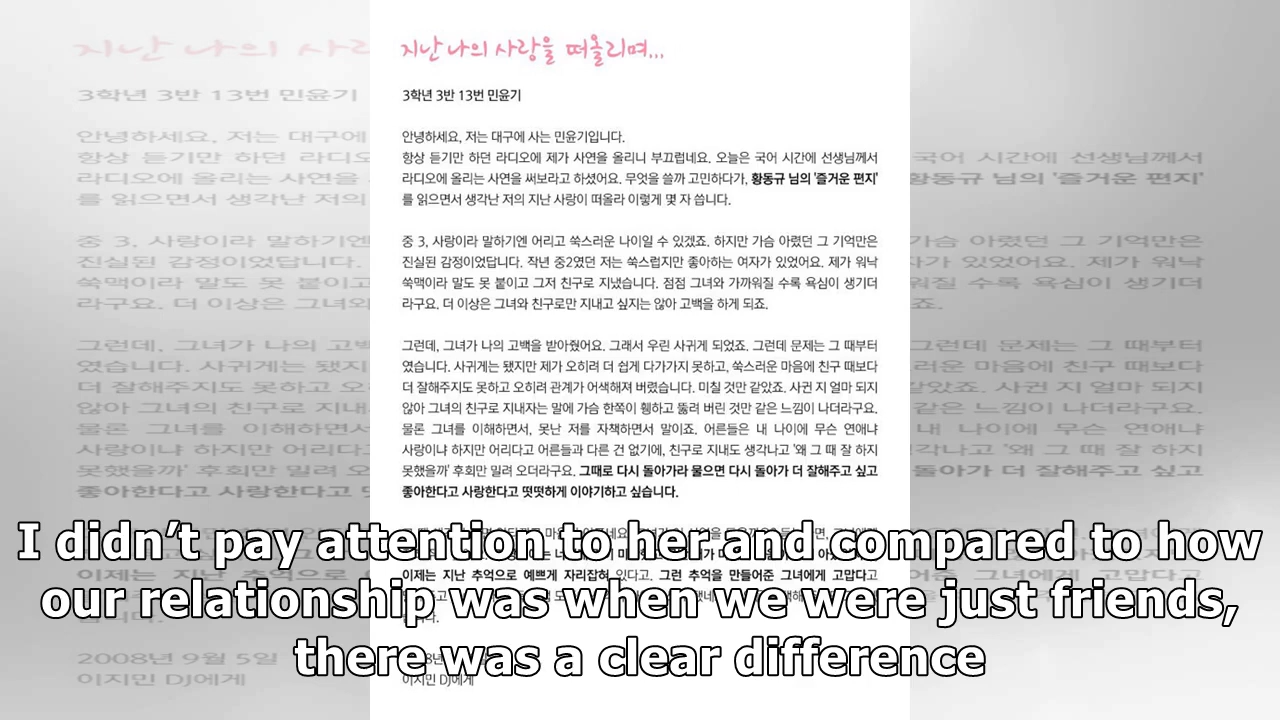 지난 나의 사랑을 떠올리며...
3학년 3반 13번 민윤기
안녕하세요, 저는 대구에 사는 민윤기입니다.
항상 듣기만 하던 라디오에 제가 사연을 올리니 부끄럽네요. 오늘은 국어 시간에 선생님께서
라디오에 올리는 사연을 써보라고 하셨어요. 무엇을 쓸까 고민하다가, 황동규 님의 '즐거운 편지'
를 읽으면서 생각난 저의 지난 사랑이 떠올라 이렇게 몇 자 씁니다.
중 3, 사랑이라 말하기엔 어리고 쑥스러운 나이일 수 있겠죠. 하지만 가슴 아렸던 그 기억만은
진실된 감정이었답니다. 작년 중2였던 저는 쑥스럽지만 좋아하는 여자가 있었어요. 제가 워낙
쑥맥이라 말도 못 붙이고 그저 친구로 지냈습니다. 점점 그녀와 가까워질 수록 욕심이 생기더
라구요. 더 이상은 그녀와 친구로만 지내고 싶지는 않아 고백을 하게 되죠.
그런데, 그녀가 나의 고백을 받아줬어요. 그래서 우린 사귀게 되었죠. 그런데 문제는 그 때부터
였습니다. 사귀게는 됐지만 제가 오히려 더 쉽게 다가가지 못하고, 쑥스러운 마음에 친구 때보다
더 잘해주지도 못하고 오히려 관계가 어색해져 버렸습니다. 미칠 것만 같았죠. 사귄 지 얼마 되지
않아 그녀의 친구로 지내자는 말에 가슴 한쪽이 휑하고 뚫려 버린 것만 같은 느낌이 나더라구요.
물론 그녀를 이해하면서, 못난 저를 자책하면서 말이죠. 어른들은 내 나이에 무슨 연애냐
사랑이냐 하지만 어리다고 어른들과 다른 건 없기에, 친구로 지내도 생각나고 '왜 그 때 잘 하지
못했을까' 후회만 밀려 오더라구요. 그때로 다시 돌아가라 물으면 다시 돌아가 더 잘해주고 싶고
좋아한다고 사랑한다고 떳떳하게 이야기하고 싶습니다.
이제는 지난 추억으로 예쁘게 자리잡혀 있다고. 그런 추억을 만들어준 그녀에게 고맙다고
2008년 9월 5일
이지민 DJ에게
I didn't pay attention to her and compared to how
our relationship was when we were just friends,
there was a clear difference